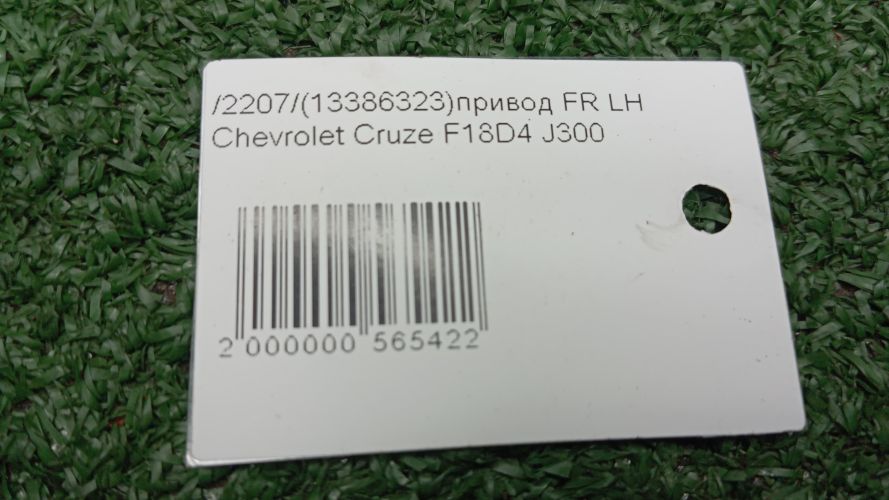 /2207/(13386323)привод FR LH
Chevrolet Cruze F18D4 J300
2 000000 565422